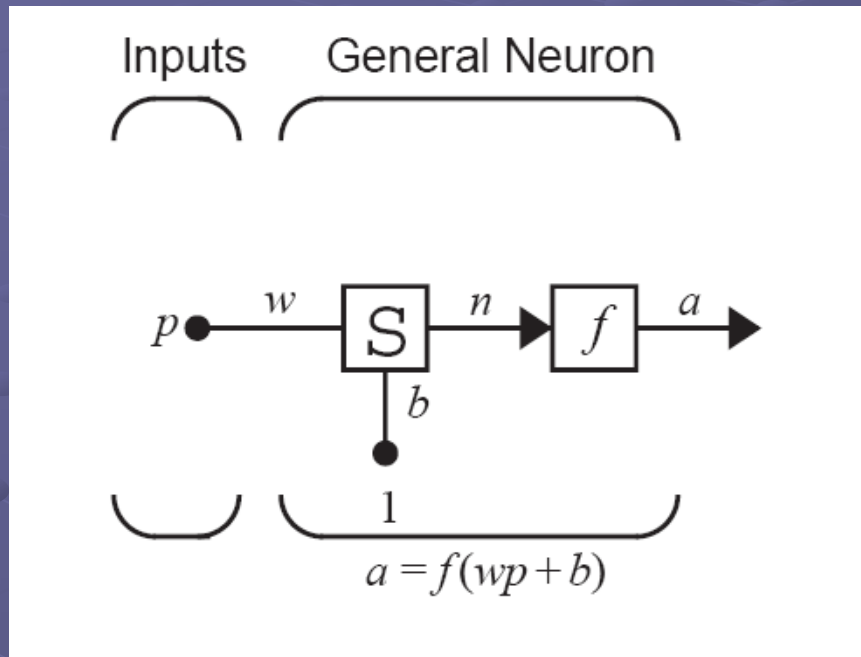 Inputs General Neuron
p w S n f a
b
1
a = f(wp + b)